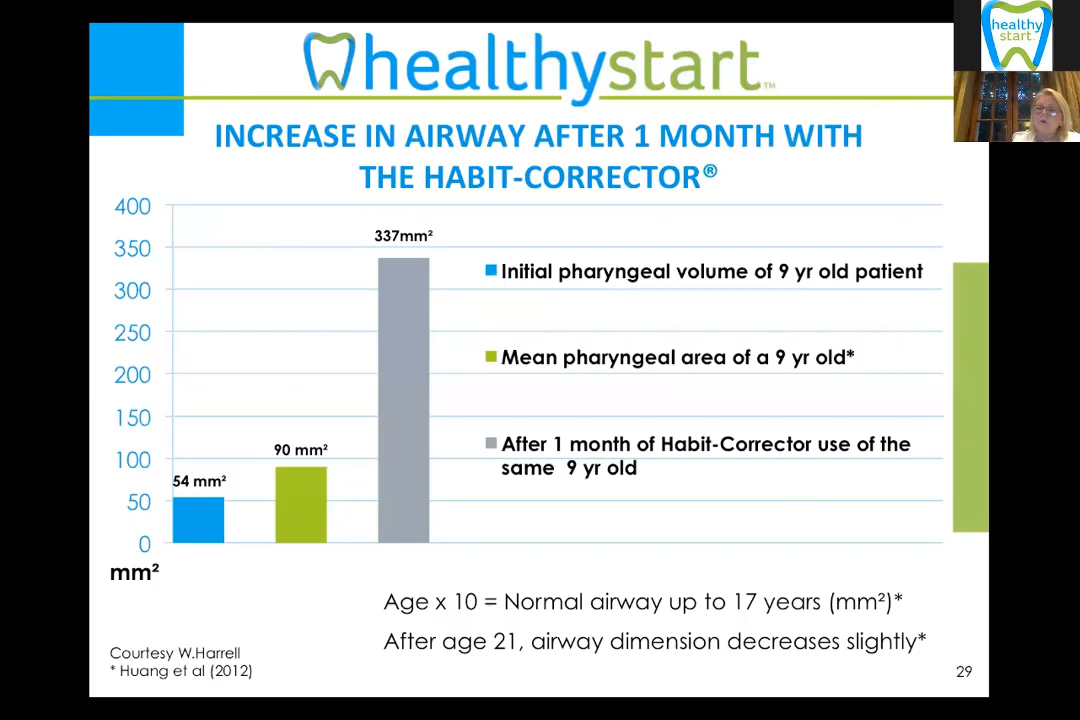 healthystart™
healthy
start
INCREASE IN AIRWAY AFTER 1 MONTH WITH
THE HABIT-CORRECTOR®
400
350
300
250
200
150
100
50
0
mm²
54 mm²
90 mm²
337mm²
Initial pharyngeal volume of 9 yr old patient
Mean pharyngeal area of a 9 yr old*
After 1 month of Habit-Corrector use of the
same 9 yr old
Age x 10 = Normal airway up to 17 years (mm²)*
After age 21, airway dimension decreases slightly*
Courtesy W.Harrell
* Huang et al (2012)
29